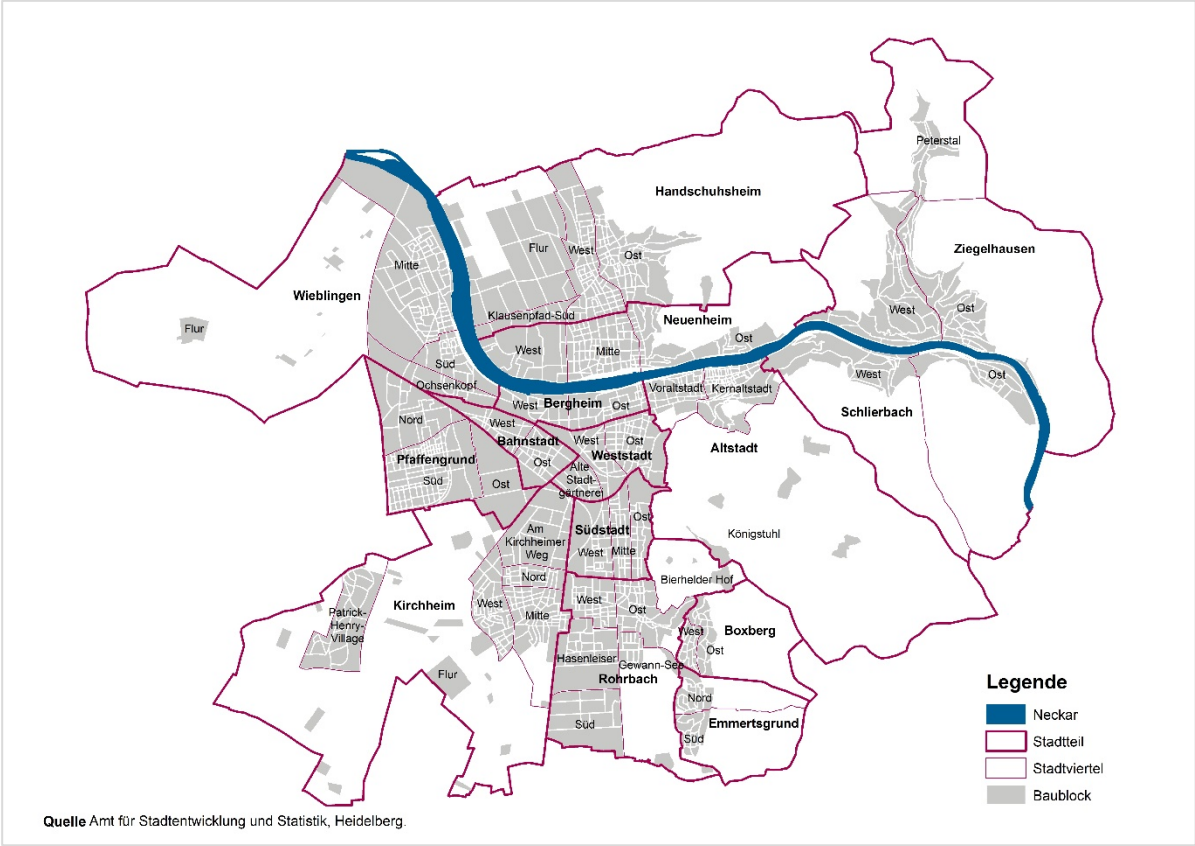 Peterstal
Handschuhsheim
Ziegelhausen
Flur
West
Ost
Mitte
Wieblingen
Flur
Klausenpfad-Süd
Neuenheim
West
Ost
West
Mitte
Ost
Süd
Ochsenkopf
Voraltstadt
Kernaltstadt
West
Ost
Schlierbach
West
Bergheim
Ost
Nord
West
Bahnstadt
West
Ost
Weststadt
Altstadt
Pfaffengrund
Süd
Ost
Ost
Alte
Stadt-
gärtnerei
Am
Kirchheimer
Weg
Südstadt
Ost
West
Mitte
Königstuhl
Bierhelder Hof
Nord
Patrick-
Henry-
Village
Kirchheim
West
Mitte
West
Ost
West
Ost
Boxberg
Hasenleiser
Gewann-See
Rohrbach
Flur
Süd
Nord
Süd
Emmertsgrund
Legende
Neckar
Stadtteil
Stadtviertel
Baublock
Quelle Amt für Stadtentwicklung und Statistik, Heidelberg.